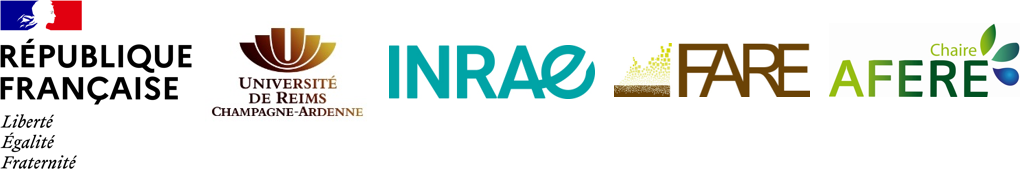 RÉPUBLIQUE
FRANÇAISE
Liberté
Égalité
Fraternité
UNIVERSITÉ
DE REIMS
CHAMPAGNE-ARDENNE
INRAE
FARE
Chaire
AFERE